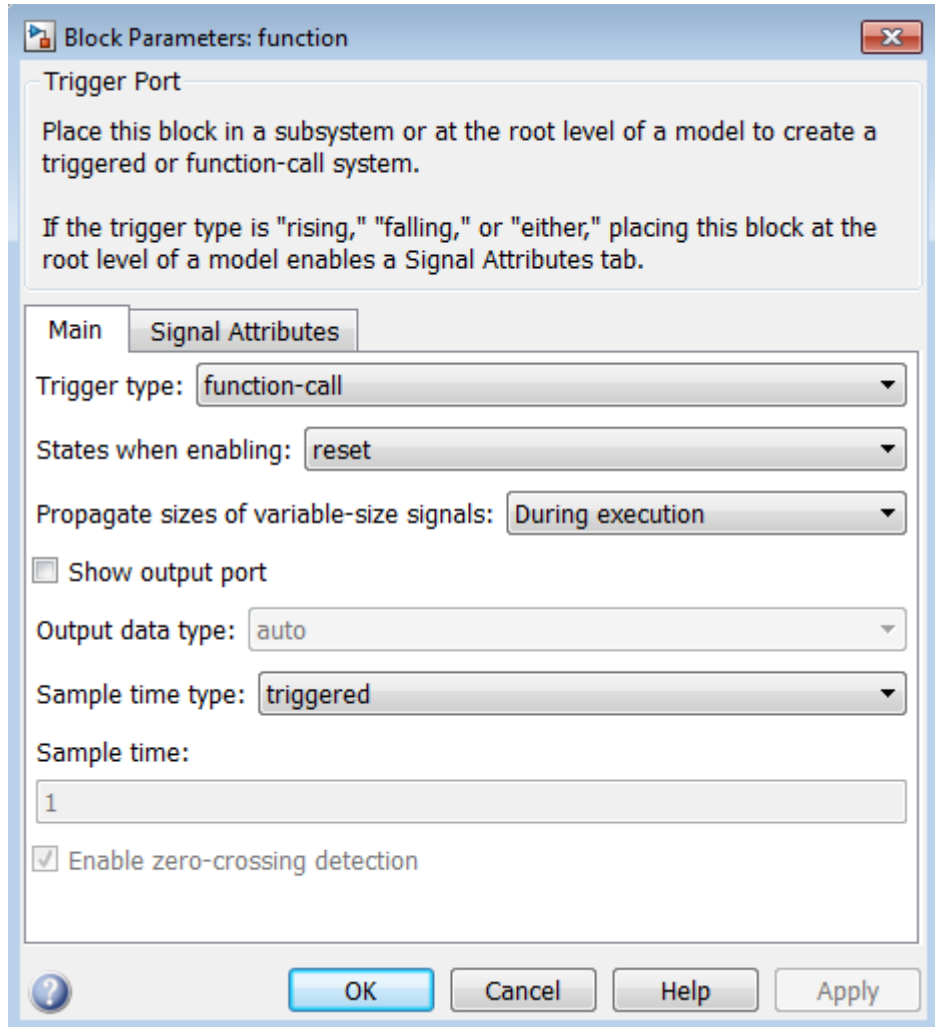 Block Parameters: function
Trigger Port
Place this block in a subsystem or at the root level of a model to create a
triggered or function-call system.
If the trigger type is "rising," "falling," or "either," placing this block at the
root level of a model enables a Signal Attributes tab.
Main Signal Attributes
Trigger type: function-call
States when enabling: reset
Propagate sizes of variable-size signals: During execution
Show output port
Output data type: auto
Sample time type: triggered
Sample time:
1
Enable zero-crossing detection
? OK Cancel Help Apply